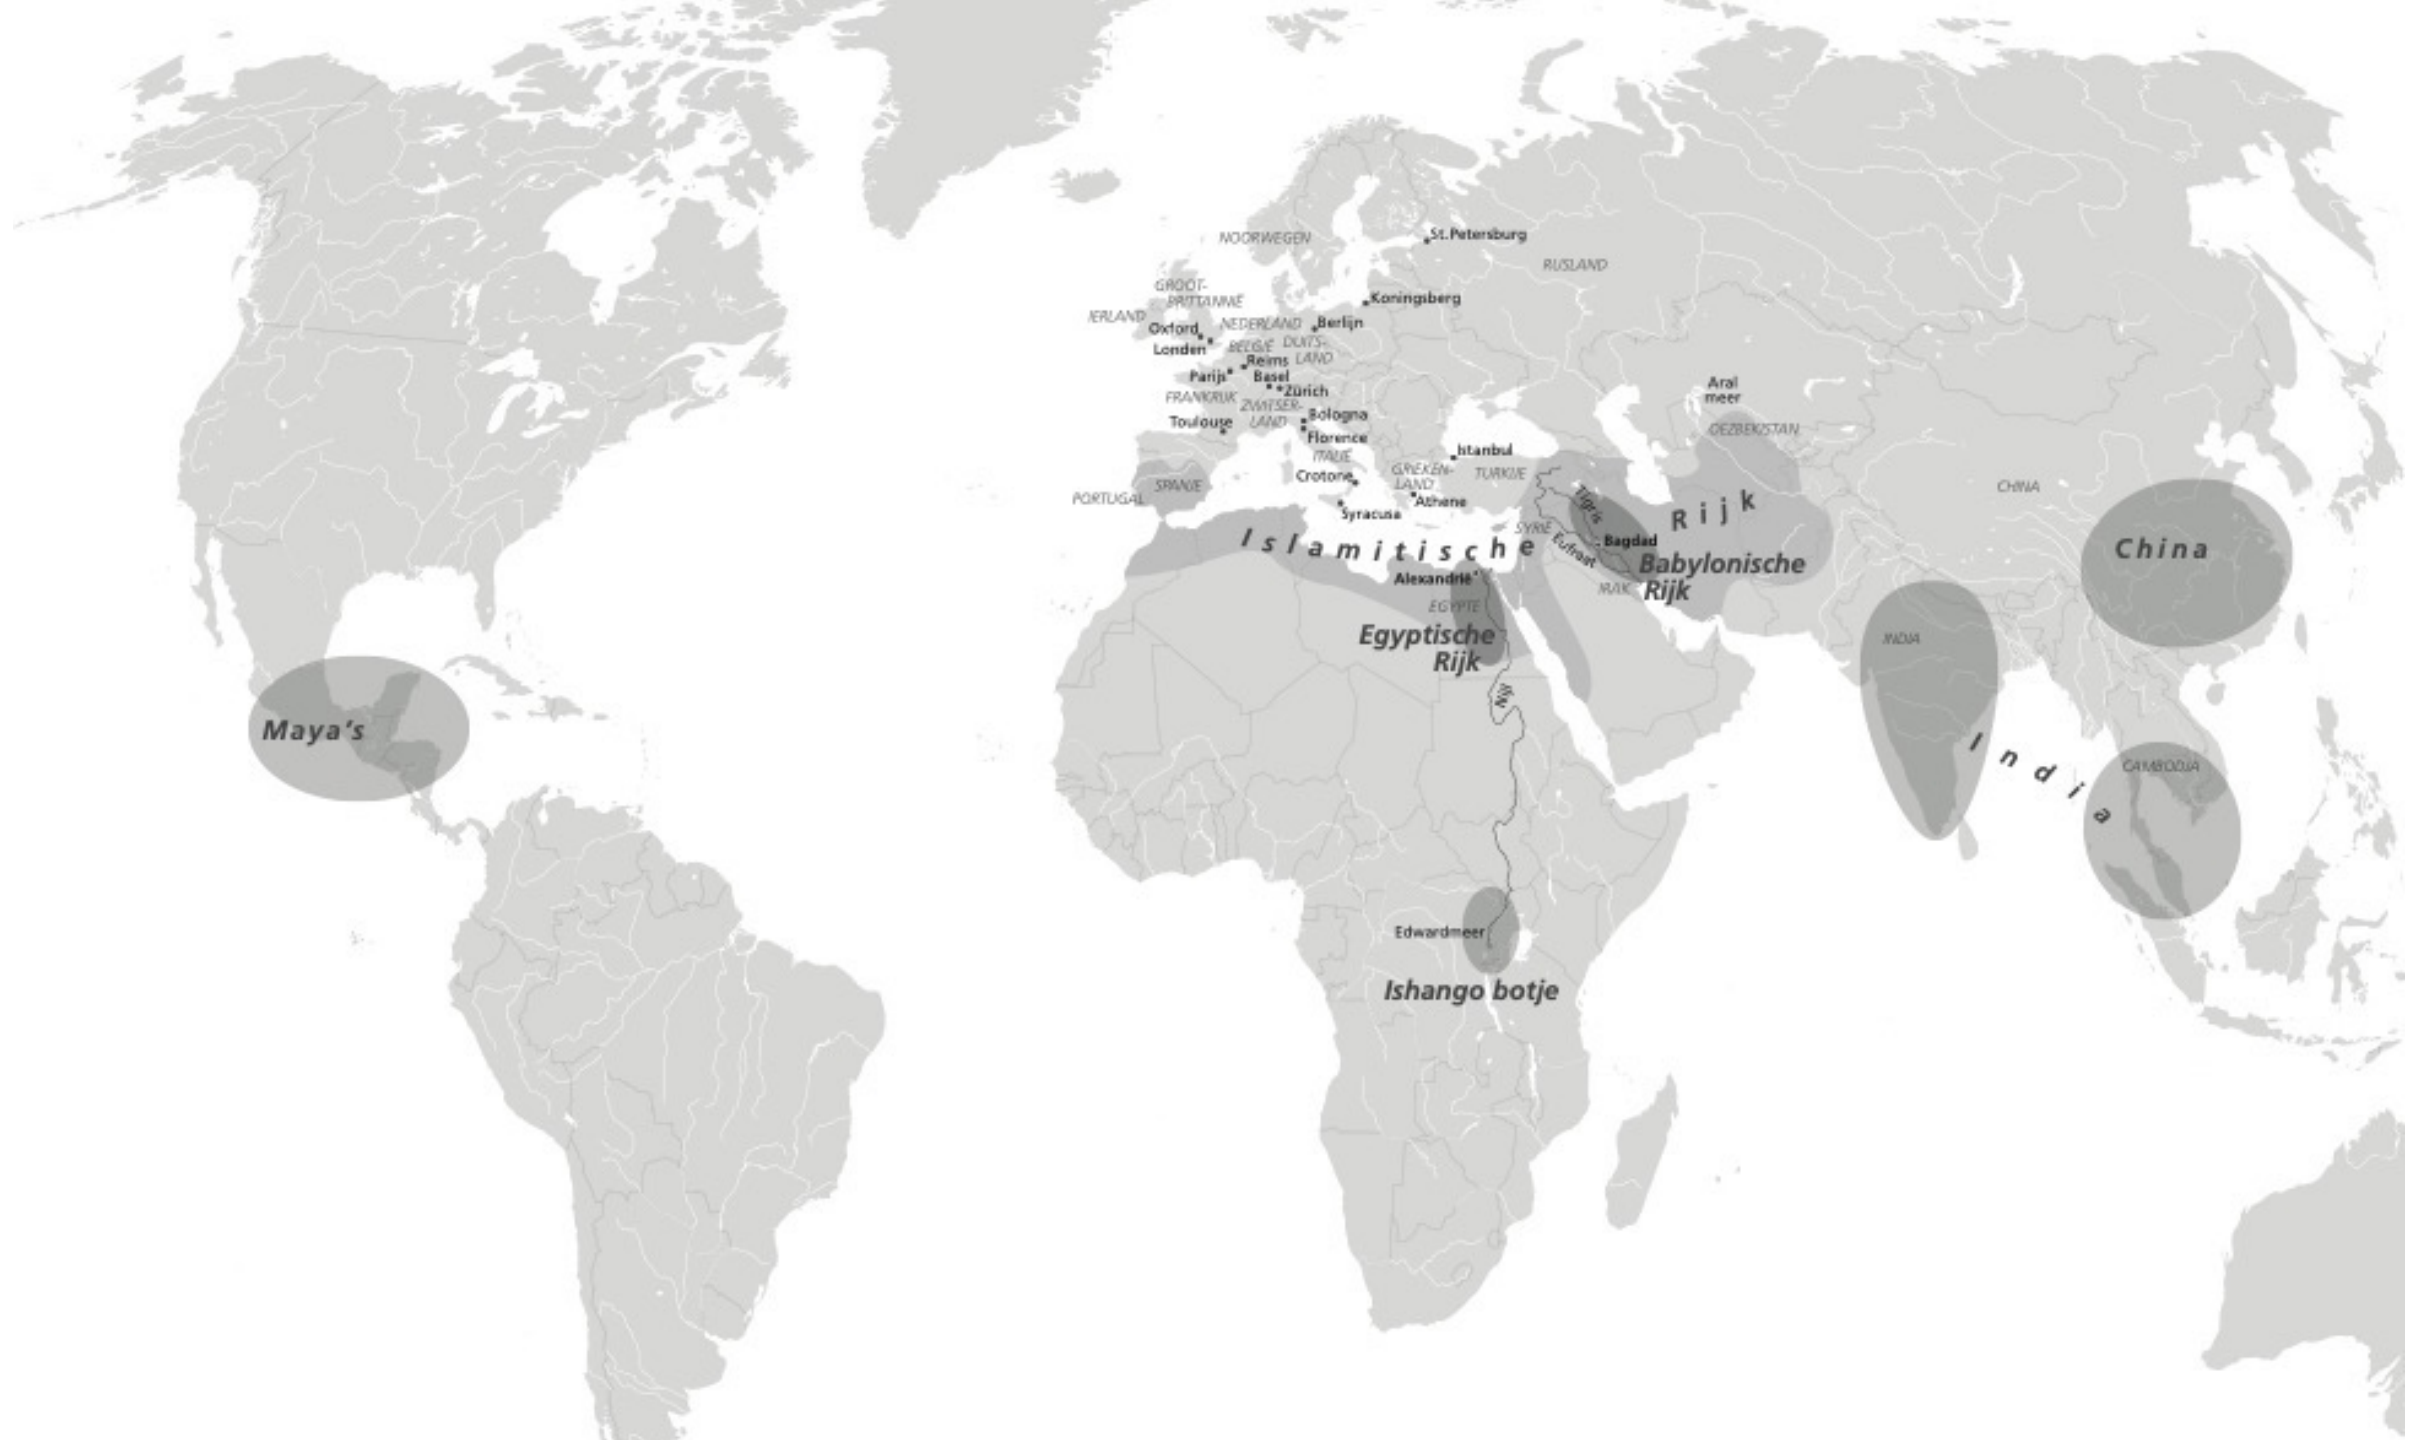 NOORWEGEN
St.Petersburg
RUSLAND
GROOT-
BRITTANNIË
IERLAND
Koningsberg
Oxford
NEDERLAND
Berlijn
Londen
BELGIË
DUITS-
LAND
Reims
Parijs
Basel
Zürich
FRANKRIJK
ZWITSER-
LAND
Bologna
Toulouse
Florence
ITALIË
Aral
meer
OEZBEKISTAN
Istanbul
Crotone
GRIEKEN-
LAND
TURKIJE
SPANJE
PORTUGAL
Athene
Syracusa
CHINA
Tigris
SYRIË
Eufraat
Bagdad
Islamitische Rijk
Babylonische
Rijk
IRAK
China
Alexandrië
EGYPTE
Egyptische
Rijk
Nijl
INDIA
India
CAMBODJA
Maya's
Edwardmeer
Ishango botje